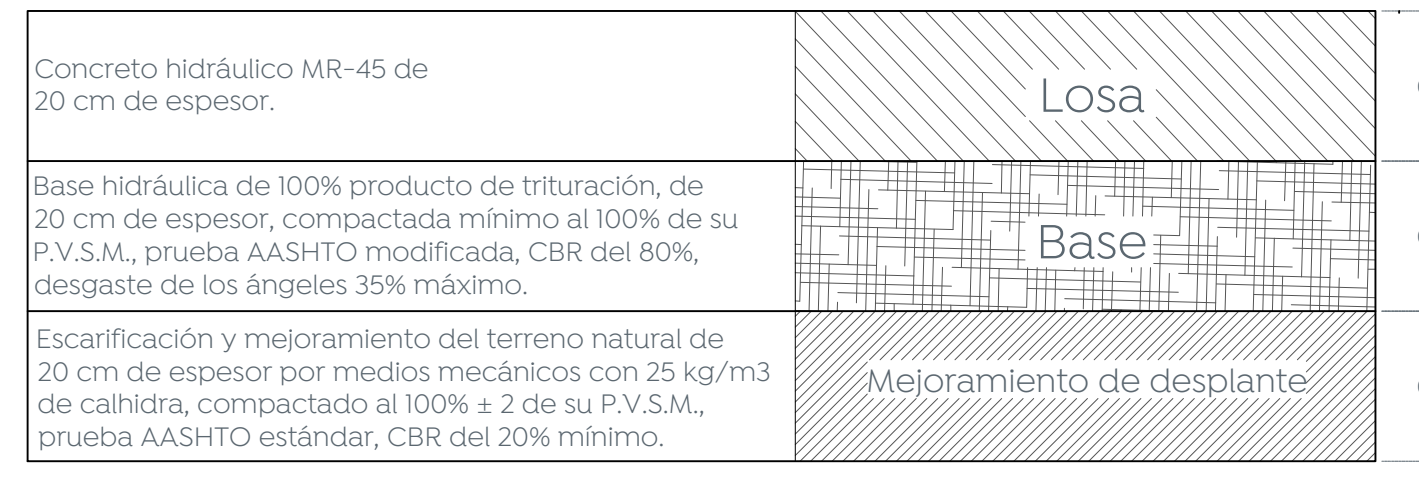 Concreto hidráulico MR-45 de
20 cm de espesor.
Losa
Base hidráulica de 100% producto de trituración, de
20 cm de espesor, compactada mínimo al 100% de su
P.V.S.M., prueba AASHTO modificada, CBR del 80%,
desgaste de los ángeles 35% máximo.
Base
Escarificación y mejoramiento del terreno natural de
20 cm de espesor por medios mecánicos con 25 kg/m3
de calhidra, compactado al 100% ± 2 de su P.V.S.M.,
prueba AASHTO estándar, CBR del 20% mínimo.
Mejoramiento de desplante